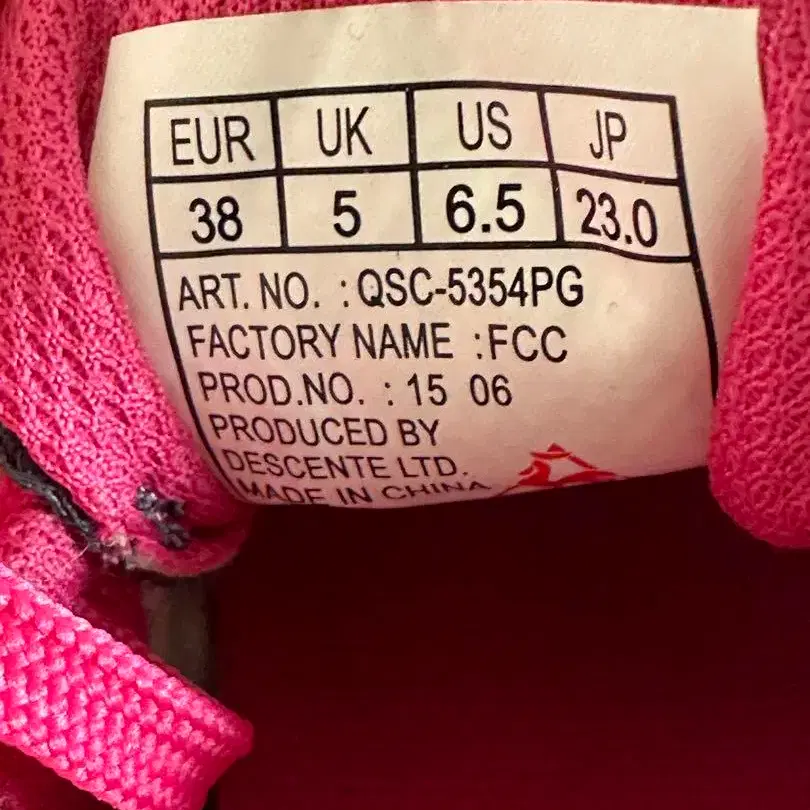 EUR UK US JP
38 5 6.5 23.0
ART. NO. : QSC-5354PG
FACTORY NAME : FCC
PROD.NO. : 15 06
PRODUCED BY
DESCENTE LTD.
MADE IN CHINA